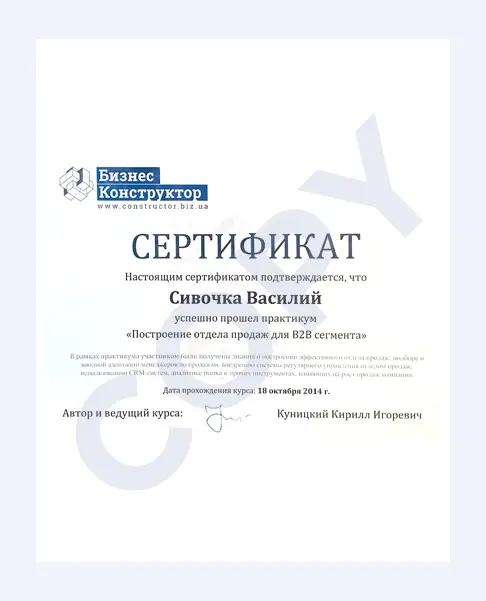 Бизнес
Конструктор
www.constructor.biz.ua
СЕРТИФИКАТ
Настоящим сертификатом подтверждается, что
Сивочка Василий
успешно прошел практикум
«Построение отдела продаж для B2B сегмента»
В рамках практикума участником были получены знания о построении эффективного отдела продаж, подборе и
вводной адаптации менеджеров по продажам, внедрению системы регулярного управления отделом продаж,
использованию CRM-систем, аналитике рынка и прочих инструментах, влияющих на рост продаж компании.
Дата прохождения курса: 18 октября 2014 г.
Автор и ведущий курса: Куницкий Кирилл Игоревич
COPY